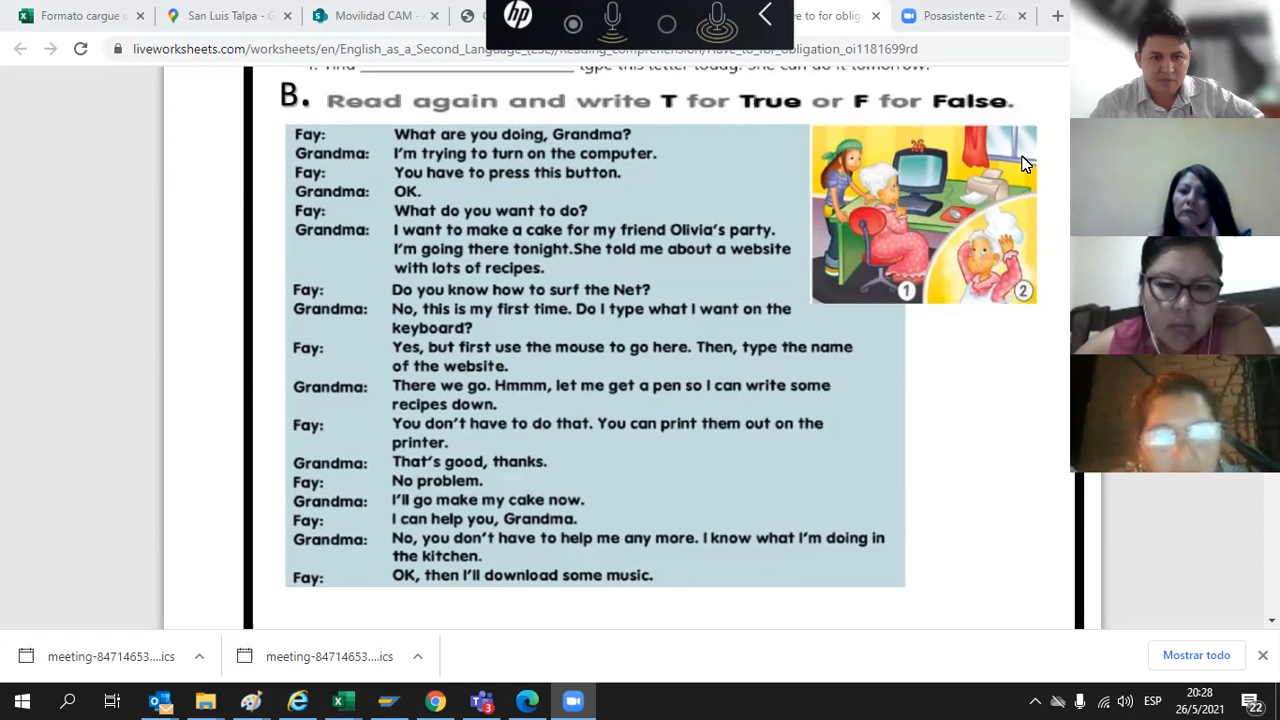 Formato cargue c
San Luis Talpa - G
Movilidad CAM -
ve to for oblig
Posasistente - Zo
liveworksheets.com/worksheets/en/English_as_a_Second_Language_(ESL)/Reading_comprehension/Have_to_for_obligation_oi1181699rd
type this letter today. She can do it tomorrow.
B. Read again and write T for True or F for False.
Fay: What are you doing, Grandma?
Grandma: I'm trying to turn on the computer.
Fay: You have to press this button.
Grandma: OK.
Fay: What do you want to do?
Grandma: I want to make a cake for my friend Olivia's party.
I'm going there tonight.She told me about a website
with lots of recipes.
Fay: Do you know how to surf the Net?
Grandma: No, this is my first time. Do I type what I want on the
keyboard?
Fay: Yes, but first use the mouse to go here. Then, type the name
of the website.
Grandma: There we go. Hmmm, let me get a pen so I can write some
recipes down.
Fay: You don't have to do that. You can print them out on the
printer.
Grandma: That's good, thanks.
Fay: No problem.
Grandma: I'll go make my cake now.
Fay: I can help you, Grandma.
Grandma: No, you don't have to help me any more. I know what I'm doing in
the kitchen.
Fay: OK, then I'll download some music.
1
2
meeting-84714653....ics
meeting-84714653....ics
Mostrar todo
hp
3
ESP
20:28
26/5/2021
22